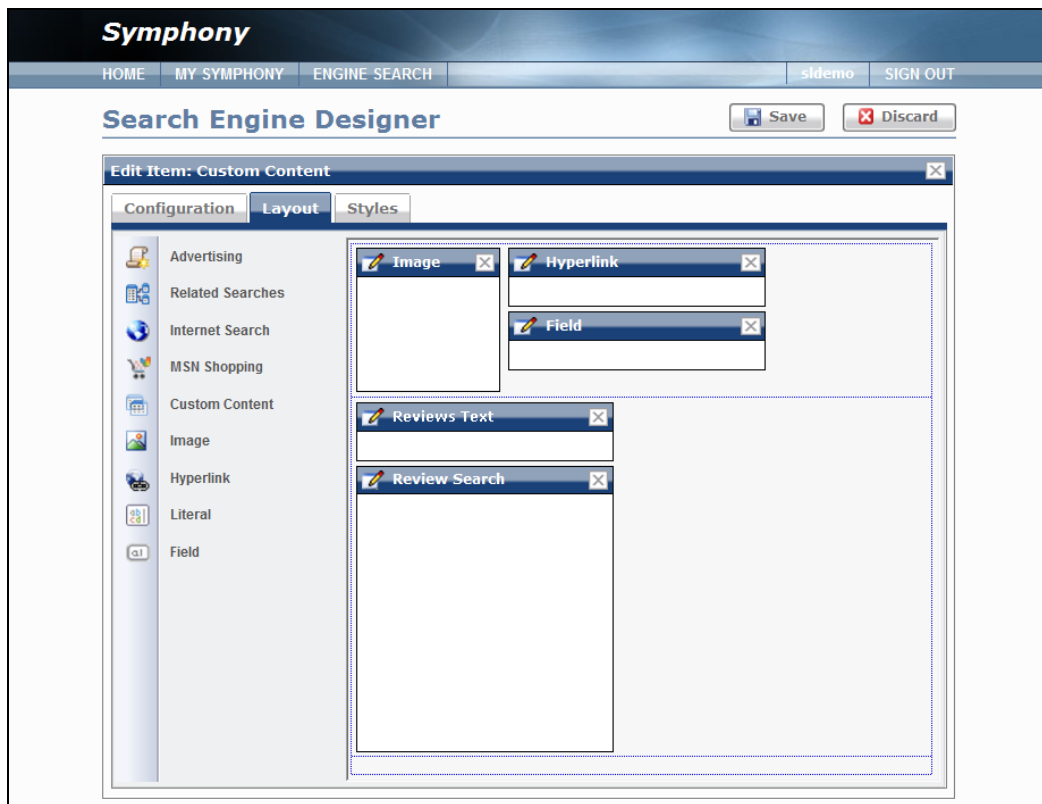 Symphony
HOME MY SYMPHONY ENGINE SEARCH sldemo SIGN OUT
Search Engine Designer Save Discard
Edit Item: Custom Content
Configuration Layout Styles
Advertising
Related Searches
Internet Search
MSN Shopping
Custom Content
Image
Hyperlink
Literal
Field
Image
Hyperlink
Field
Reviews Text
Review Search